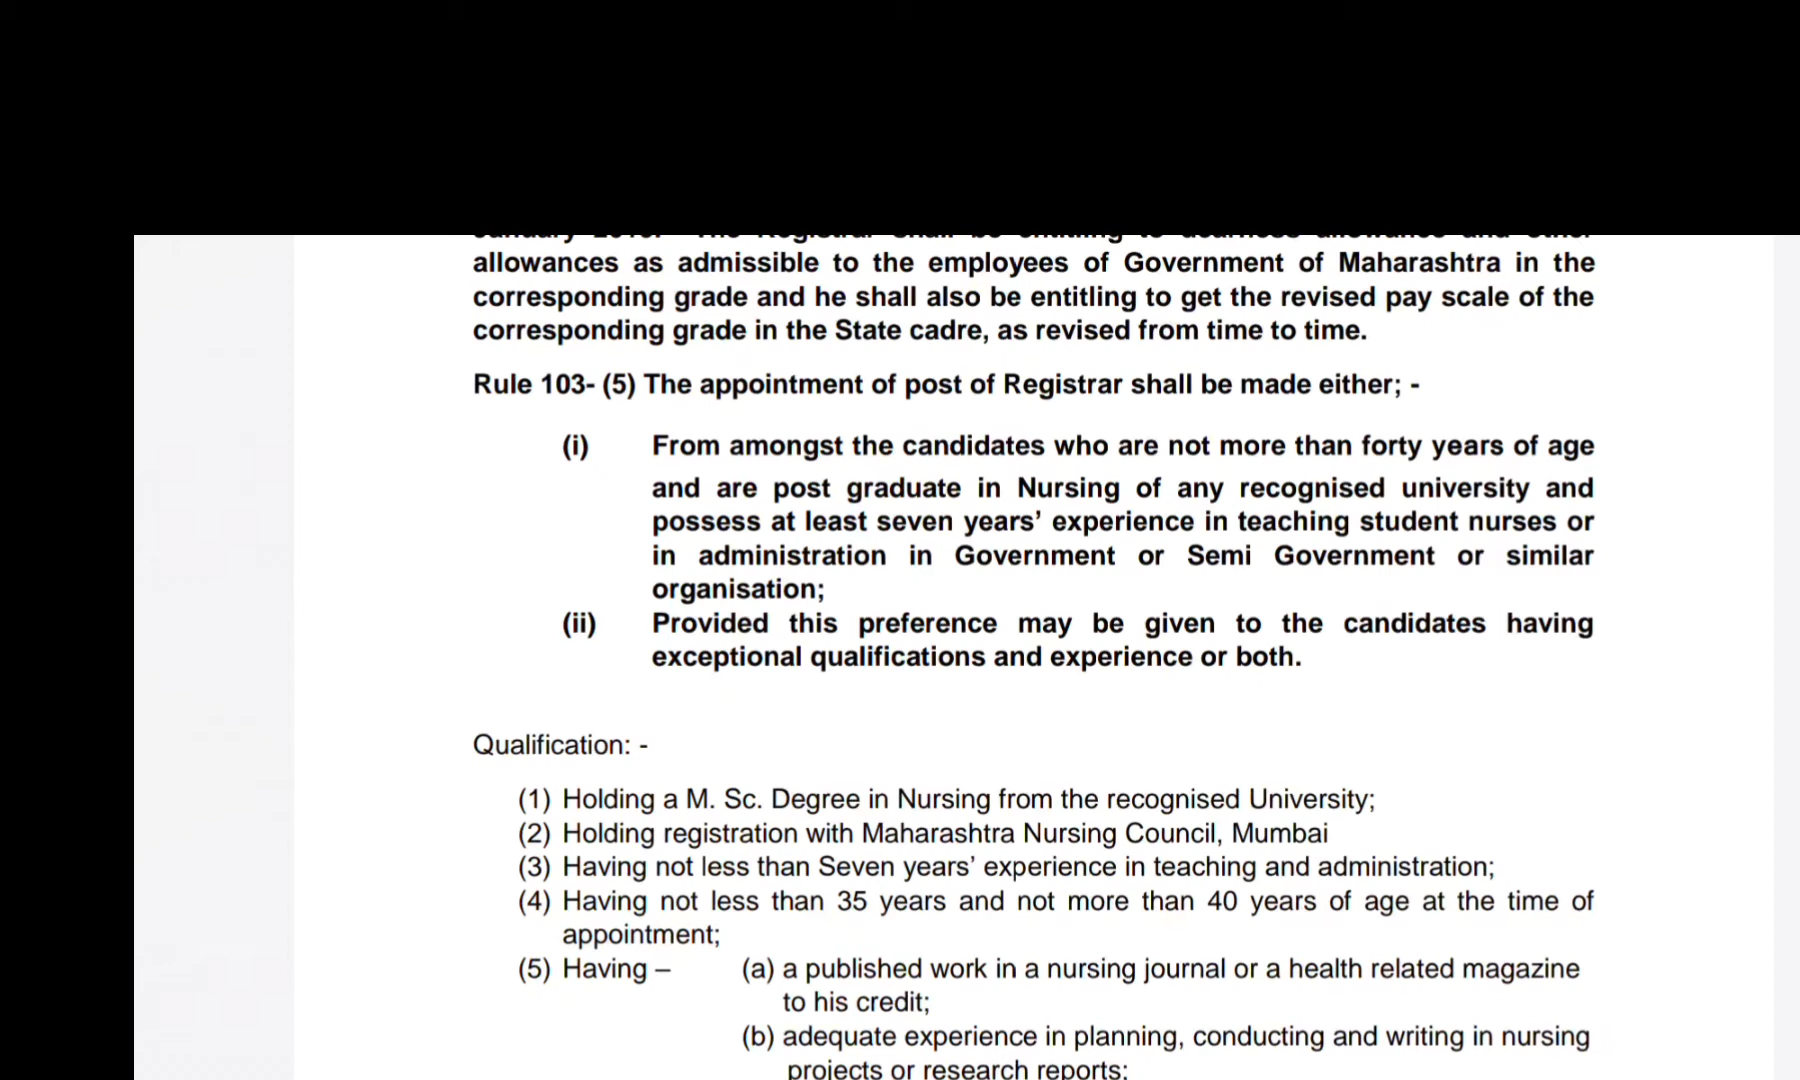 allowances as admissible to the employees of Government of Maharashtra in the
corresponding grade and he shall also be entitling to get the revised pay scale of the
corresponding grade in the State cadre, as revised from time to time.
Rule 103- (5) The appointment of post of Registrar shall be made either; -
(i) From amongst the candidates who are not more than forty years of age
and are post graduate in Nursing of any recognised university and
possess at least seven years’ experience in teaching student nurses or
in administration in Government or Semi Government or similar
organisation;
(ii) Provided this preference may be given to the candidates having
exceptional qualifications and experience or both.
Qualification: -
(1) Holding a M. Sc. Degree in Nursing from the recognised University;
(2) Holding registration with Maharashtra Nursing Council, Mumbai
(3) Having not less than Seven years’ experience in teaching and administration;
(4) Having not less than 35 years and not more than 40 years of age at the time of
appointment;
(5) Having – (a) a published work in a nursing journal or a health related magazine
to his credit;
(b) adequate experience in planning, conducting and writing in nursing
projects or research reports;